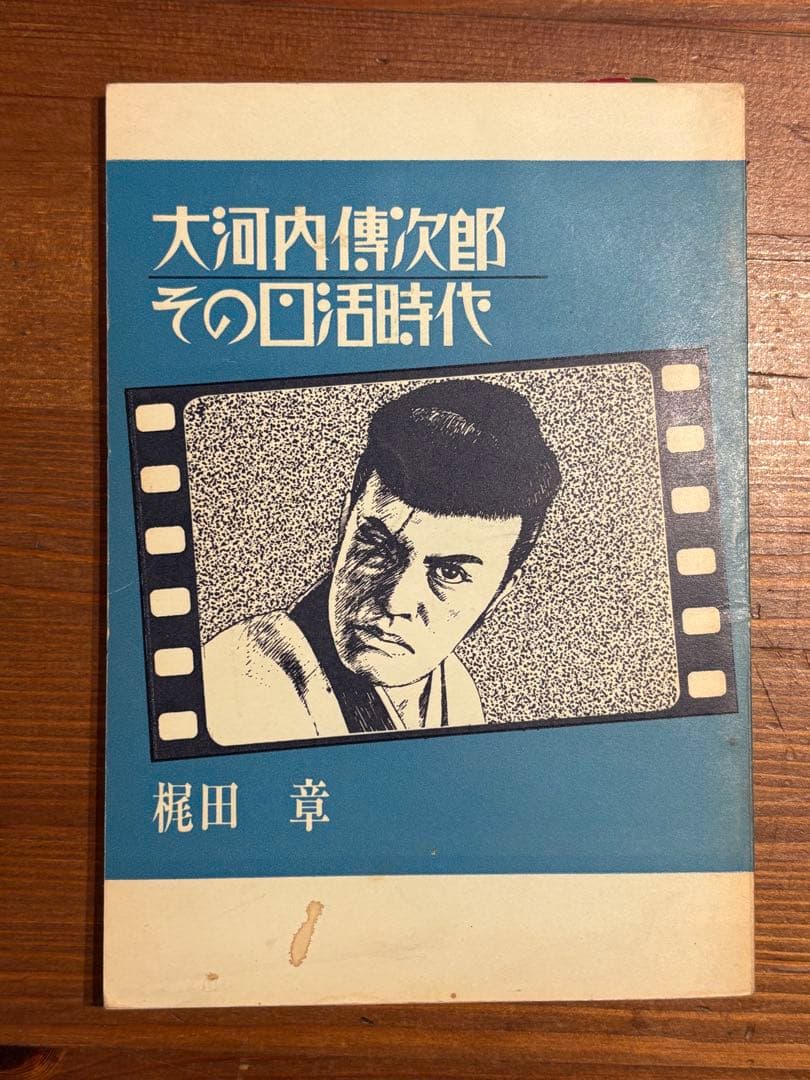 大河内傳次郎
その日活時代
梶田 章